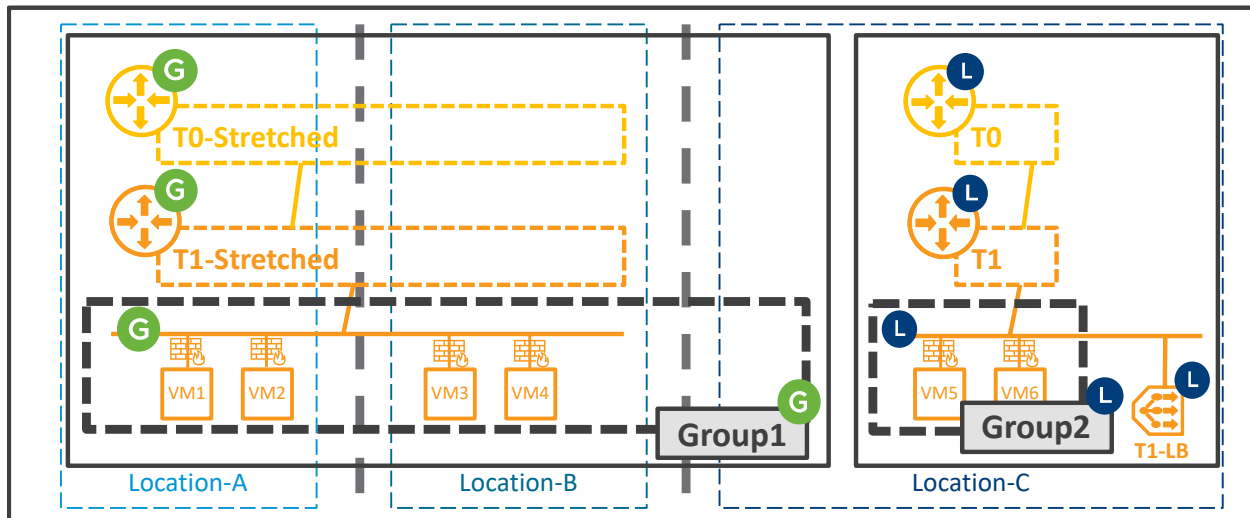 G
L
T0-Stretched
T0
G
L
T1-Stretched
T1
G
L
VM1
VM2
VM3
VM4
VM5
VM6
G
L
L
Group1
Group2
T1-LB
Location-A
Location-B
Location-C